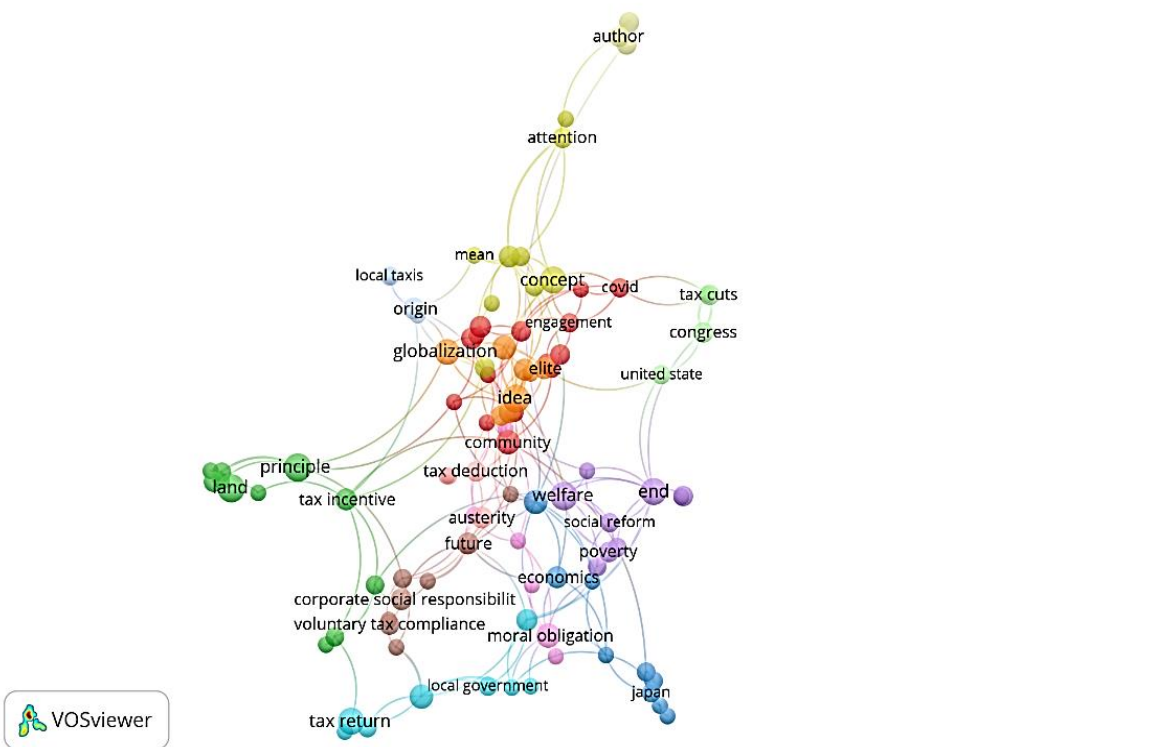 author
attention
mean
concept
local taxis
origin
covid
tax cuts
engagement
congress
globalization
elite
united state
idea
community
principle
tax deduction
land
tax incentive
welfare
end
austerity
social reform
future
poverty
economics
corporate social responsibilit
voluntary tax compliance
moral obligation
local government
japan
tax return
VOSviewer